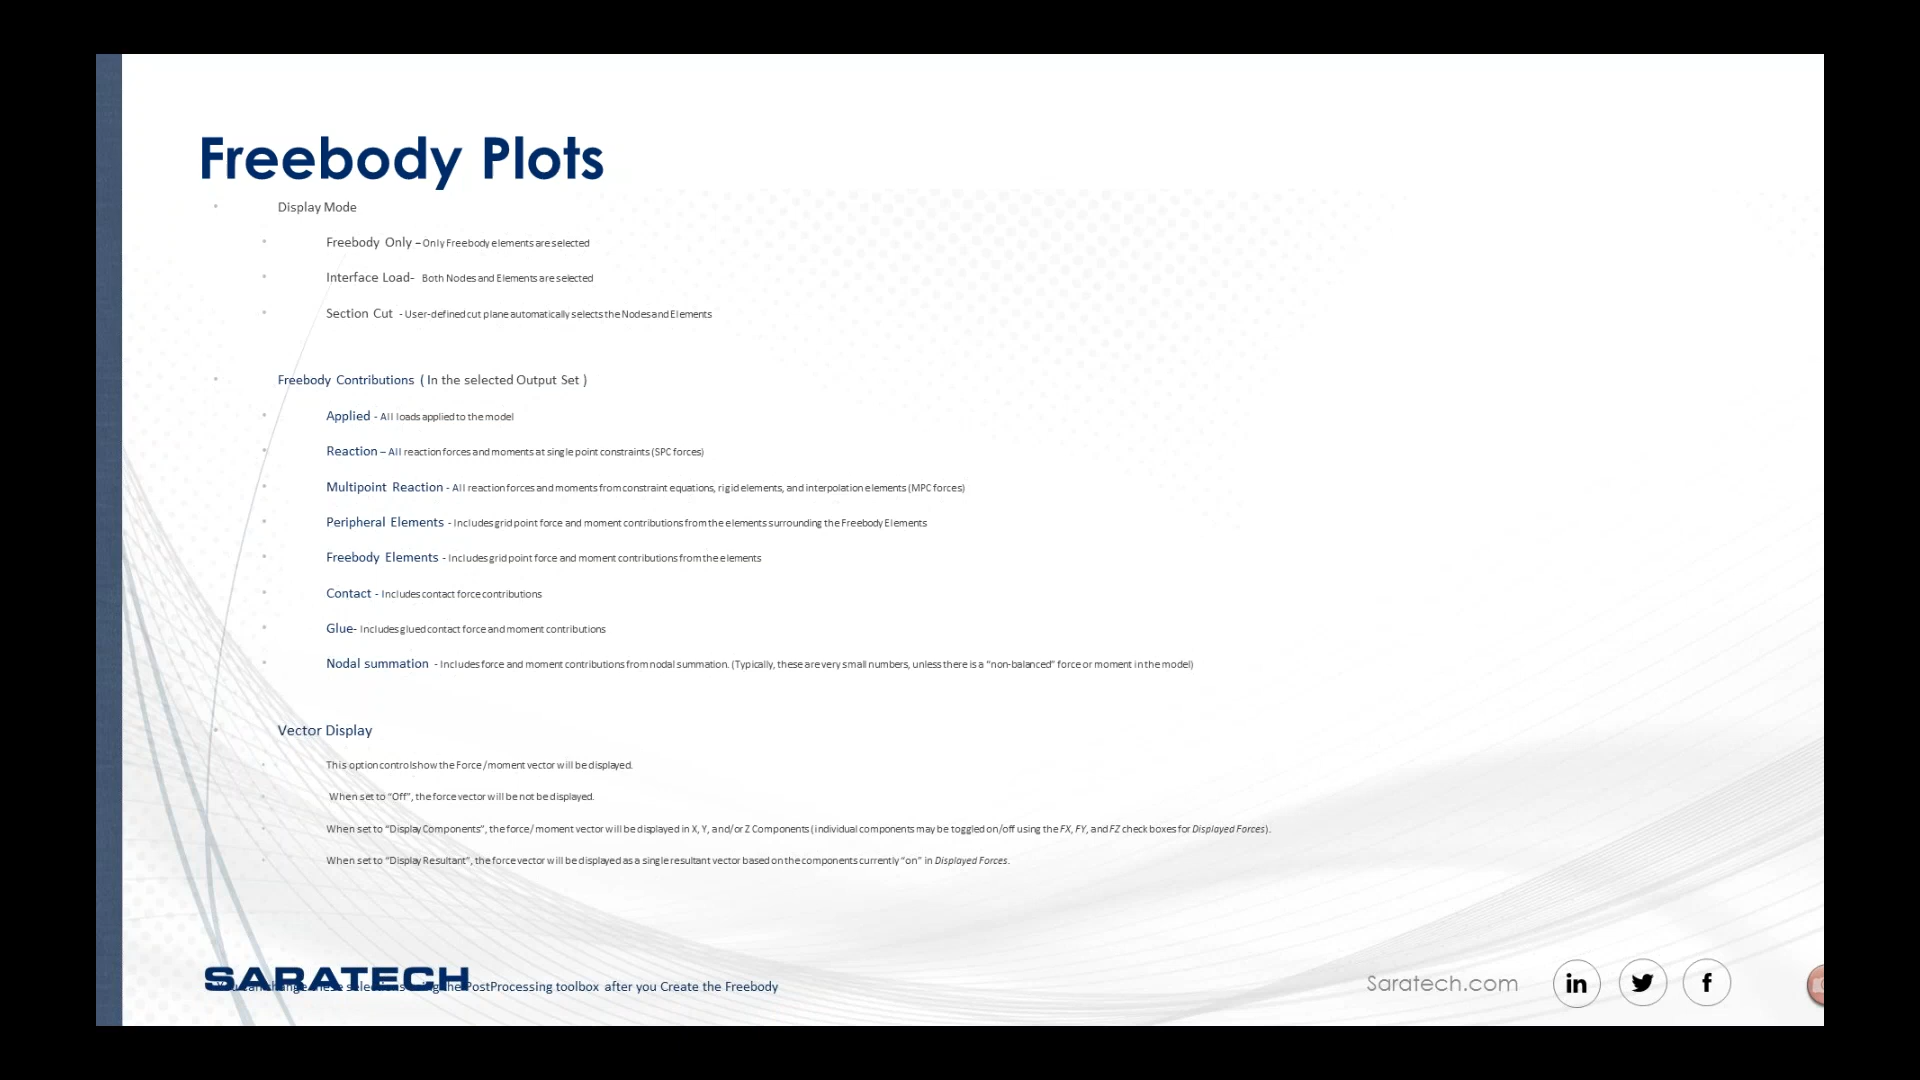 Freebody Plots
• Display Mode
• Freebody Only – Only Freebody elements are selected
• Interface Load- Both Nodes and Elements are selected
• Section Cut - User-defined cut plane automatically selects the Nodes and Elements
• Freebody Contributions ( In the selected Output Set )
• Applied - All loads applied to the model
• Reaction – All reaction forces and moments at single point constraints (SPC forces)
• Multipoint Reaction - All reaction forces and moments from constraint equations, rigid elements, and interpolation elements (MPC forces)
• Peripheral Elements - Includes grid point force and moment contributions from the elements surrounding the Freebody Elements
• Freebody Elements - Includes grid point force and moment contributions from the elements
• Contact - Includes contact force contributions
• Glue- Includes glued contact force and moment contributions
• Nodal summation - Includes force and moment contributions from nodal summation. (Typically, these are very small numbers, unless there is a “non-balanced” force or moment in the model)
• Vector Display
• This option controls how the Force /moment vector will be displayed.
• When set to “Off”, the force vector will be not be displayed.
• When set to “Display Components”, the force/ moment vector will be displayed in X, Y, and/or Z Components (individual components may be toggled on/off using the FX, FY, and FZ check boxes for Displayed Forces).
• When set to “Display Resultant”, the force vector will be displayed as a single resultant vector based on the components currently “on” in Displayed Forces.
SARATECH
You can change these selections using the PostProcessing toolbox after you Create the Freebody
Saratech.com
in
f